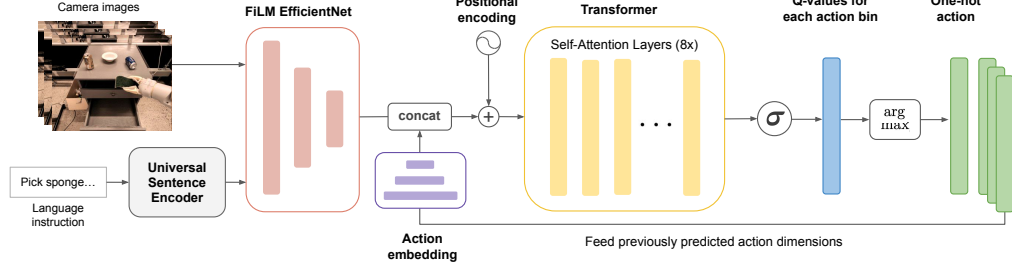 Camera images
FiLM EfficientNet
Positional
encoding
Transformer
Q-values for
each action bin
One-hot
action
Self-Attention Layers (8x)
concat
+
...
σ
arg
max
Pick sponge...
Language
instruction
Universal
Sentence
Encoder
Action
embedding
Feed previously predicted action dimensions